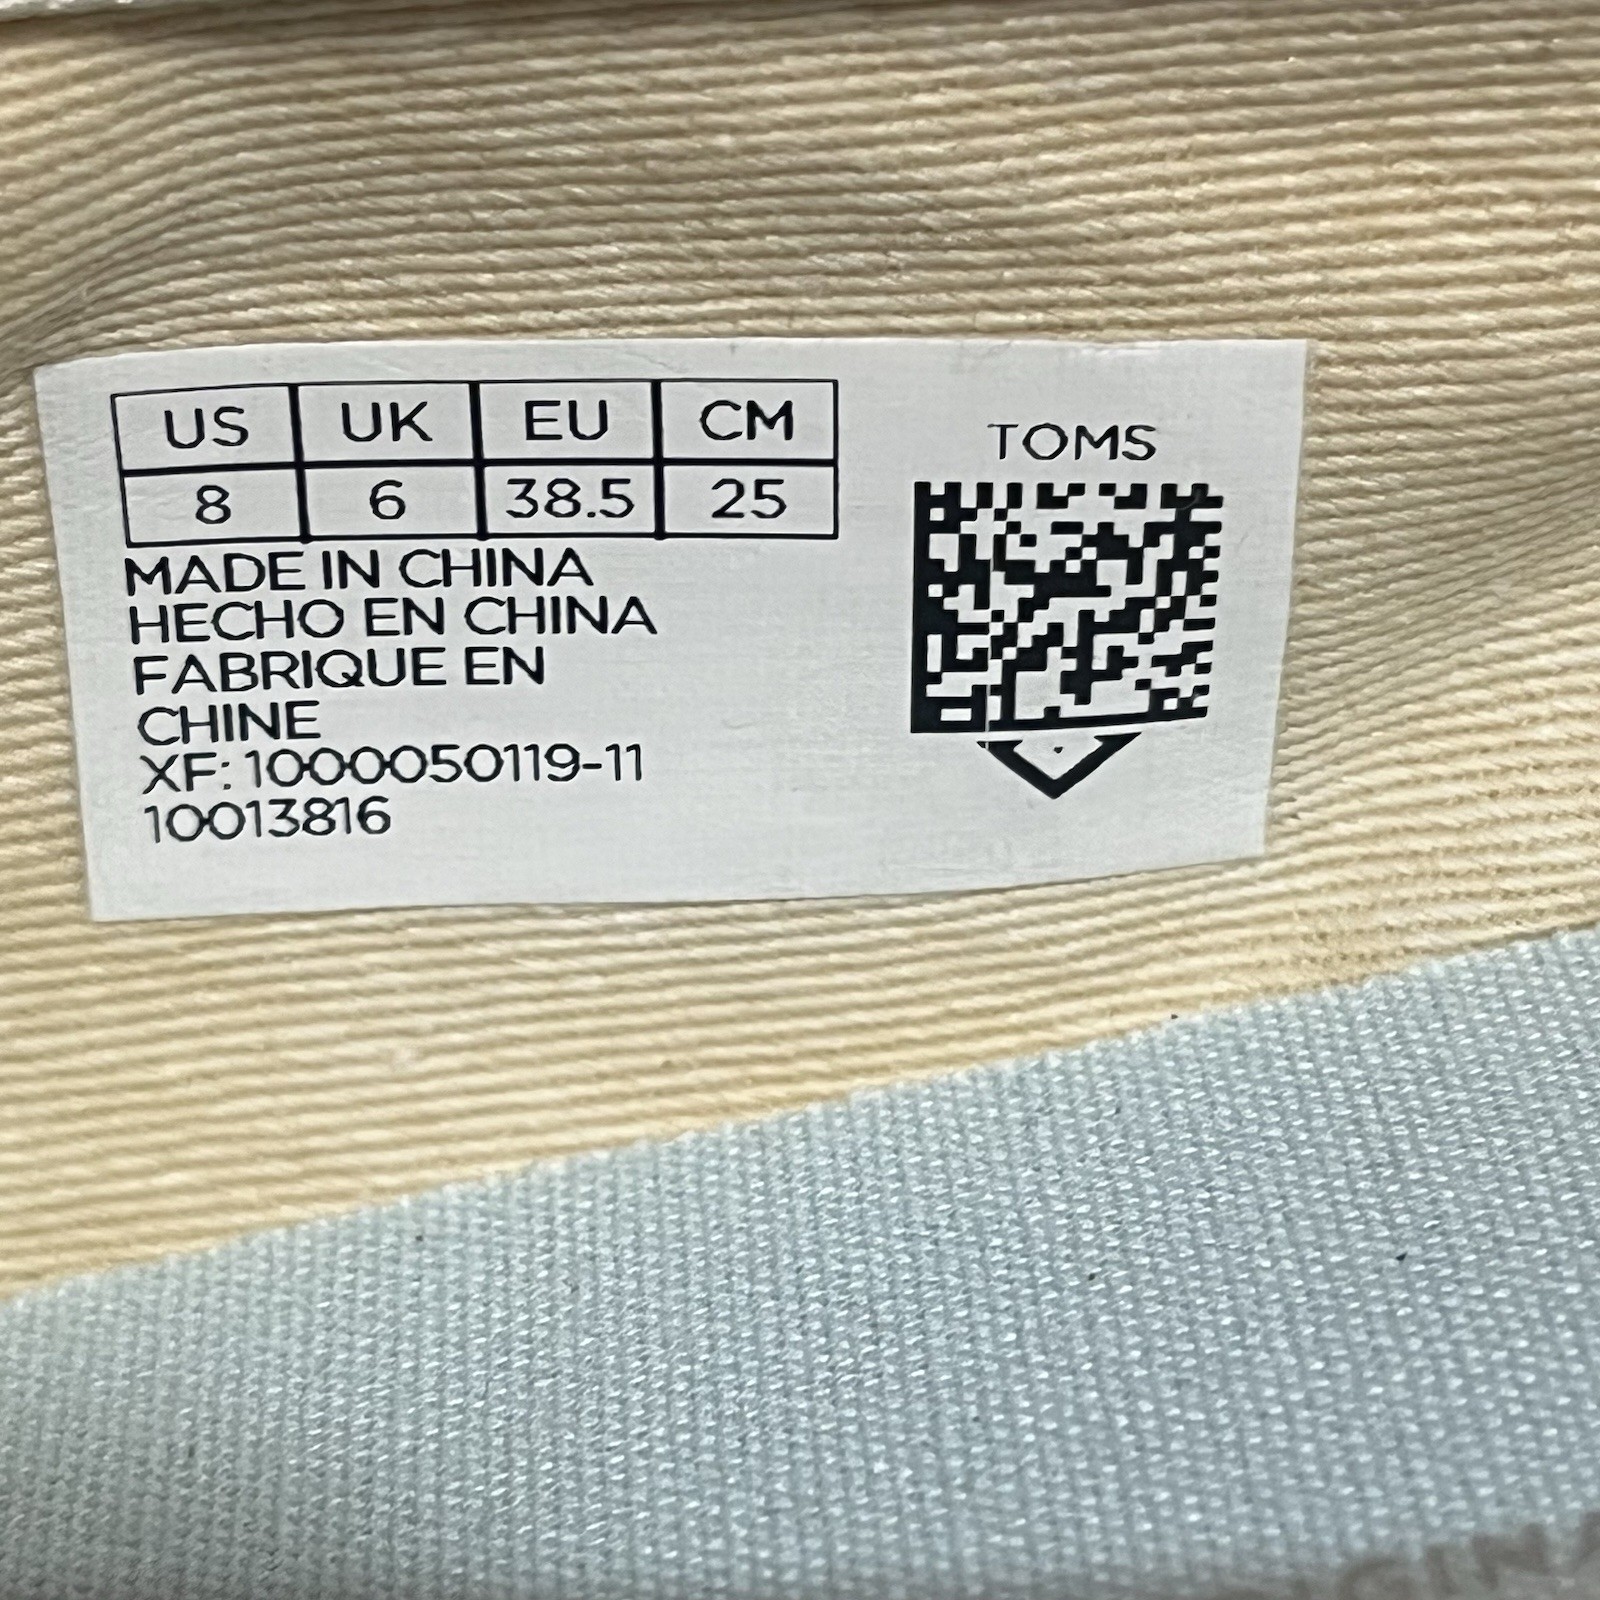 US UK EU CM
8 6 38.5 25
MADE IN CHINA
HECHO EN CHINA
FABRIQUE EN
CHINE
XF: 1000050119-11
10013816
TOMS